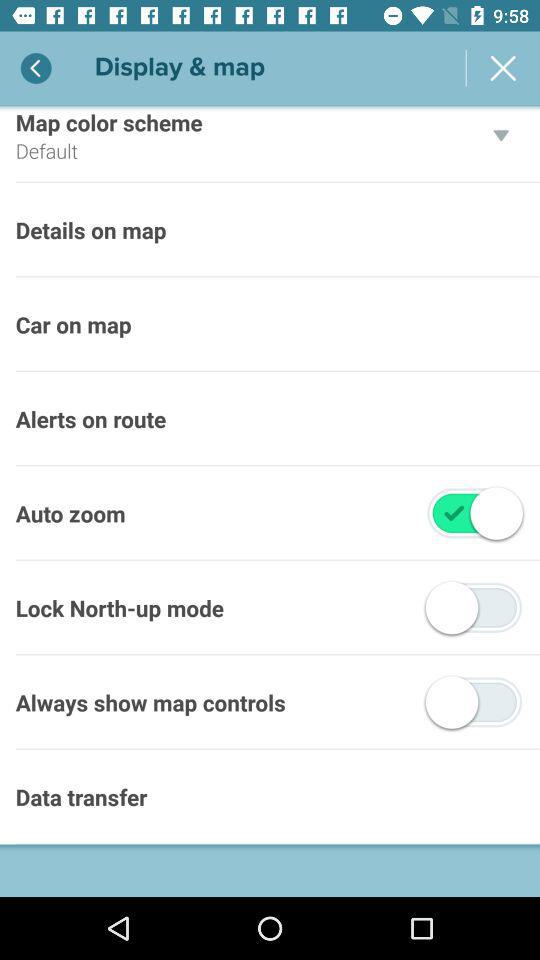 9:58
Display & map
Map color scheme
Default
Details on map
Car on map
Alerts on route
Auto zoom
Lock North-up mode
Always show map controls
Data transfer